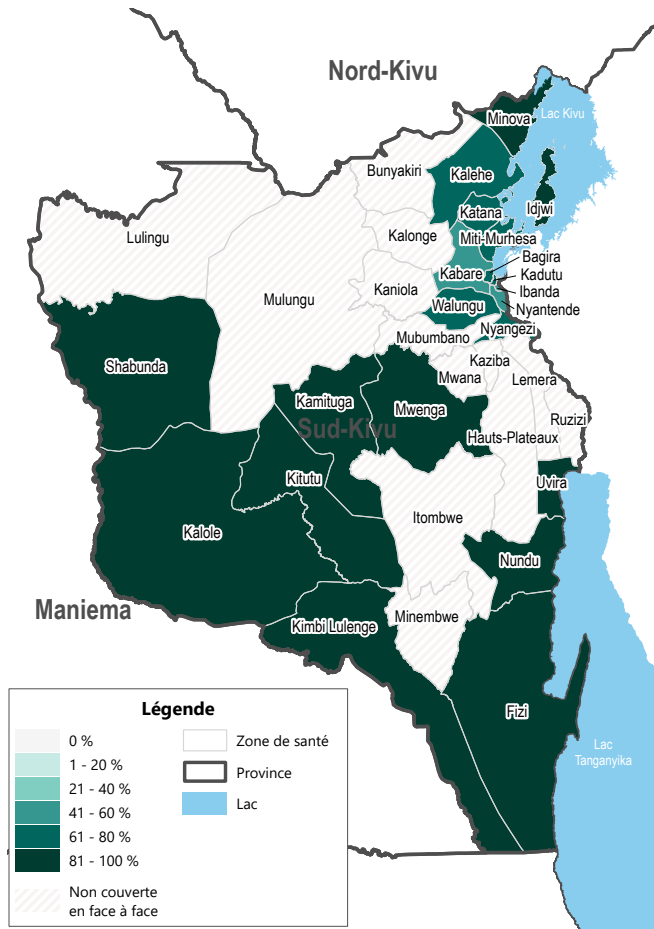 Nord-Kivu
Minova
Lac Kivu
Bunyakiri
Kalehe
Katana
Idjwi
Lulingu
Kalonge
Miti-Murhesa
Bagira
Kabare
Kadutu
Mulungu
Kaniola
Ibanda
Walungu
Nyantende
Nyangezi
Mubumbano
Shabunda
Kaziba
Mwana
Lemera
Kamituga
Mwenga
Ruzizi
Sud-Kivu
Hauts-Plateaux
Kitutu
Uvira
Itombwe
Kalole
Nundu
Maniema
Minembwe
Kimbi Lulenge
Fizi
Lac
Tanganyika
Légende
0 %
1 - 20 %
21 - 40 %
41 - 60 %
61 - 80 %
81 - 100 %
Non couverte
en face à face
Zone de santé
Province
Lac